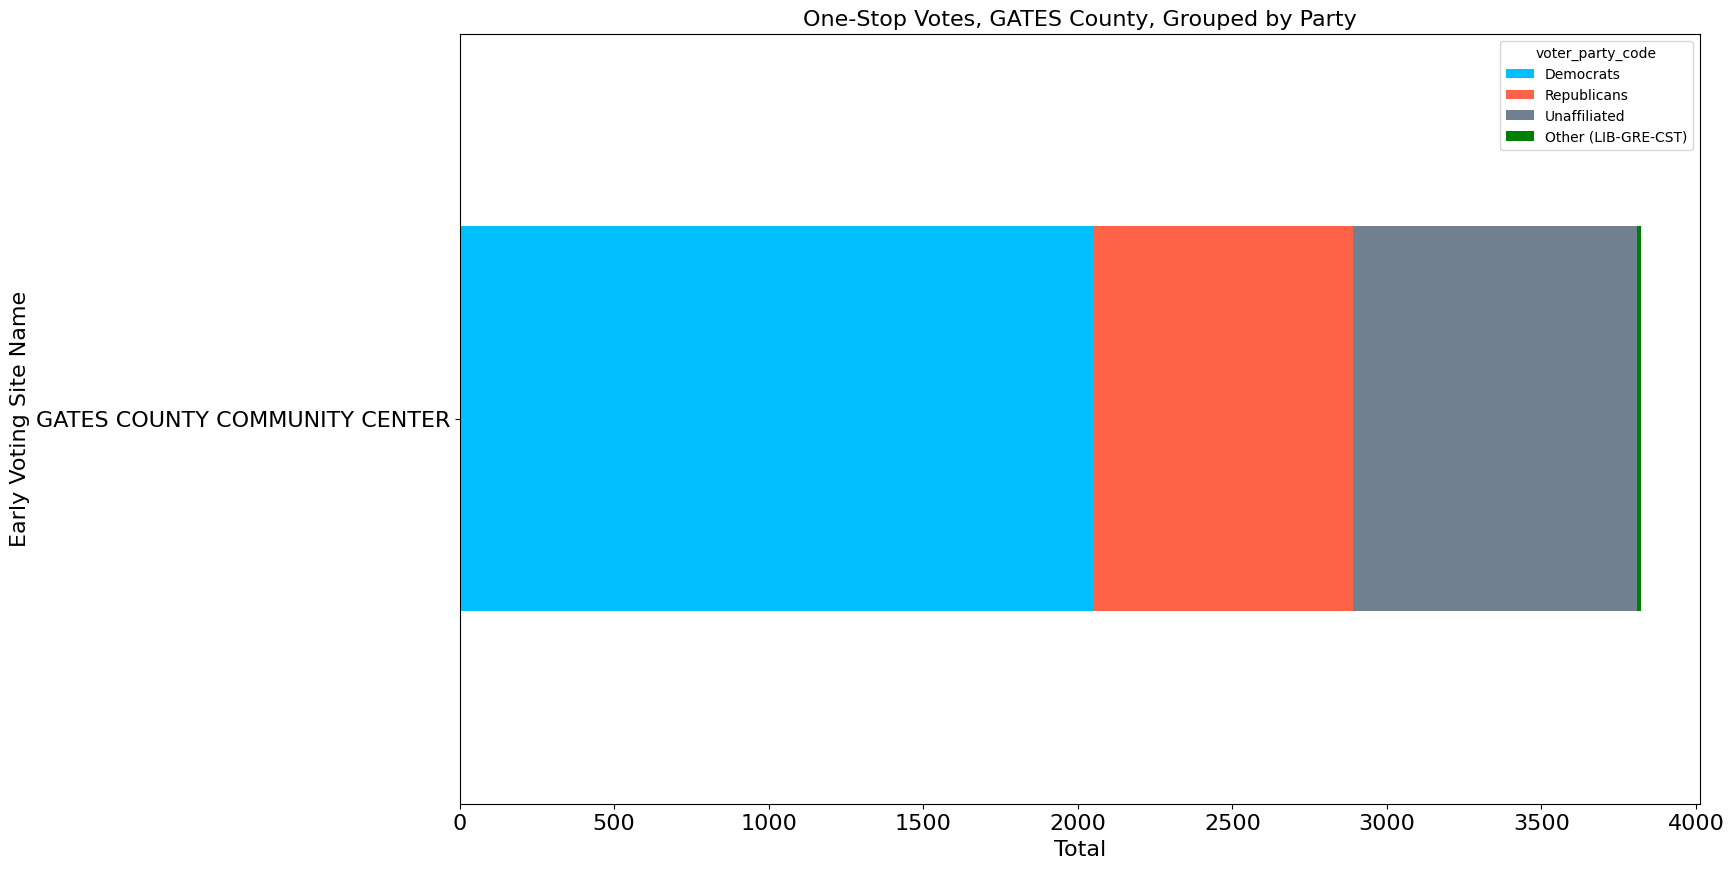 One-Stop Votes, GATES County, Grouped by Party
voter_party_code
Democrats
Republicans
Unaffiliated
Other (LIB-GRE-CST)
Early Voting Site Name
GATES COUNTY COMMUNITY CENTER
0 500 1000 1500 2000 2500 3000 3500 4000
Total